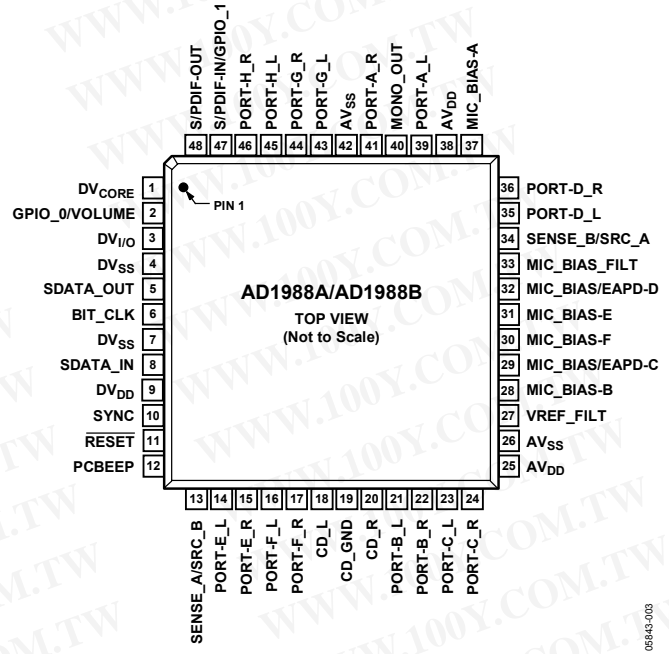 S/PDIF-OUT
S/PDIF-IN/GPIO_1
PORT-H_R
PORT-H_L
PORT-G_R
PORT-G_L
AVSS
PORT-A_R
MONO_OUT
PORT-A_L
AVDD
MIC_BIAS-A
48 47 46 45 44 43 42 41 40 39 38 37
DVCORE 1
GPIO_0/VOLUME 2
DVI/O 3
DVSS 4
SDATA_OUT 5
BIT_CLK 6
DVSS 7
SDATA_IN 8
DVDD 9
SYNC 10
RESET 11
PCBEEP 12
PIN 1
AD1988A/AD1988B
TOP VIEW
(Not to Scale)
36 PORT-D_R
35 PORT-D_L
34 SENSE_B/SRC_A
33 MIC_BIAS_FILT
32 MIC_BIAS/EAPD-D
31 MIC_BIAS-E
30 MIC_BIAS-F
29 MIC_BIAS/EAPD-C
28 MIC_BIAS-B
27 VREF_FILT
26 AVSS
25 AVDD
13 14 15 16 17 18 19 20 21 22 23 24
SENSE_A/SRC_B
PORT-E_L
PORT-E_R
PORT-F_L
PORT-F_R
CD_L
CD_GND
CD_R
PORT-B_L
PORT-B_R
PORT-C_L
PORT-C_R
05843-003
WWW.100Y.COM.TW